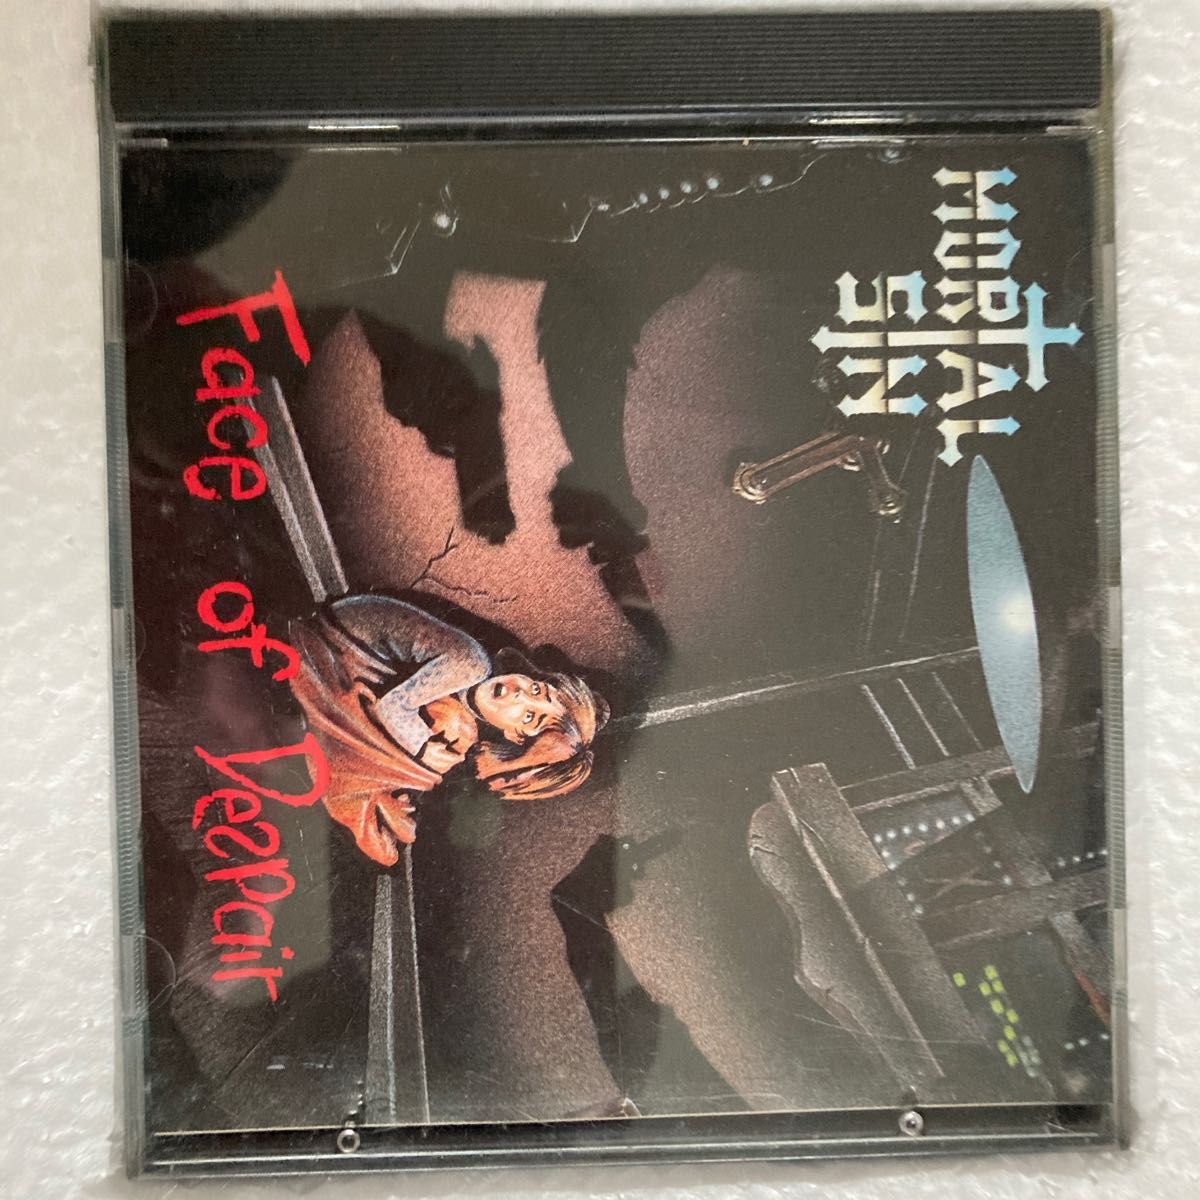 MORTAL
SIN
Face of Despair